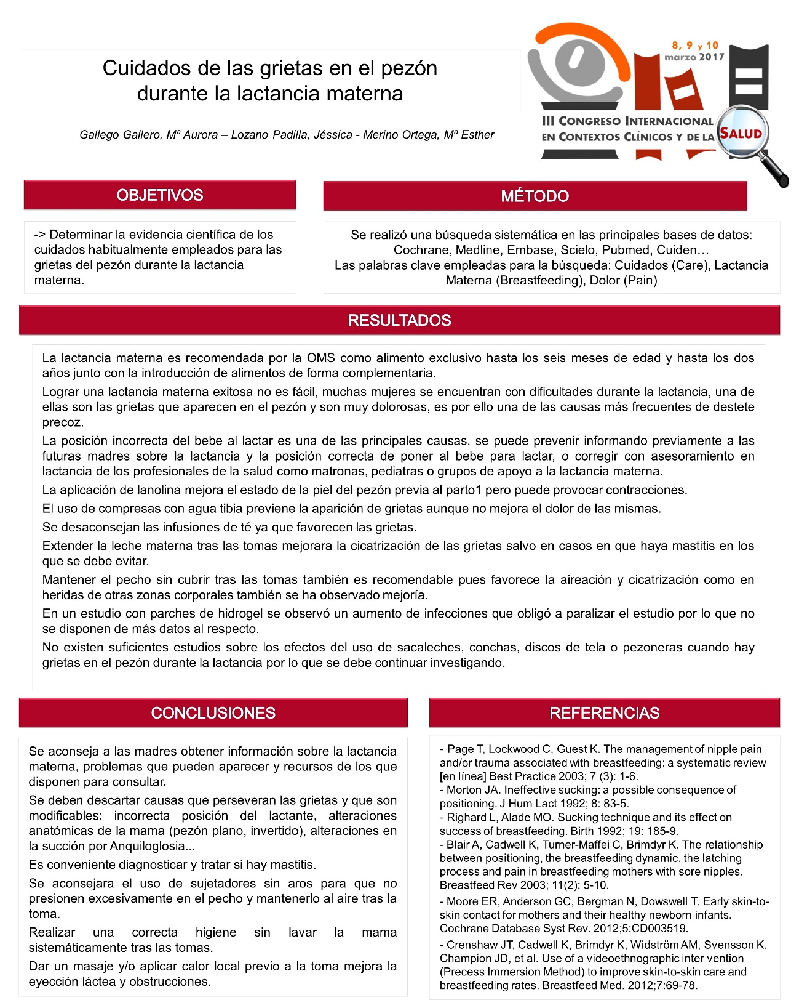 Cuidados de las grietas en el pezón
durante la lactancia materna
Gallego Gallero, Mª Aurora – Lozano Padilla, Jéssica - Merino Ortega, Mª Esther
8, 9 y 10
marzo 2017
III Congreso Internacional
en Contextos Clínicos y de la Salud
OBJETIVOS
-> Determinar la evidencia científica de los
cuidados habitualmente empleados para las
grietas del pezón durante la lactancia
materna.
MÉTODO
Se realizó una búsqueda sistemática en las principales bases de datos:
Cochrane, Medline, Embase, Scielo, Pubmed, Cuiden…
Las palabras clave empleadas para la búsqueda: Cuidados (Care), Lactancia
Materna (Breastfeeding), Dolor (Pain)
RESULTADOS
La lactancia materna es recomendada por la OMS como alimento exclusivo hasta los seis meses de edad y hasta los dos
años junto con la introducción de alimentos de forma complementaria.
Lograr una lactancia materna exitosa no es fácil, muchas mujeres se encuentran con dificultades durante la lactancia, una de
ellas son las grietas que aparecen en el pezón y son muy dolorosas, es por ello una de las causas más frecuentes de destete
precoz.
La posición incorrecta del bebe al lactar es una de las principales causas, se puede prevenir informando previamente a las
futuras madres sobre la lactancia y la posición correcta de poner al bebe para lactar, o corregir con asesoramiento en
lactancia de los profesionales de la salud como matronas, pediatras o grupos de apoyo a la lactancia materna.
La aplicación de lanolina mejora el estado de la piel del pezón previa al parto1 pero puede provocar contracciones.
El uso de compresas con agua tibia previene la aparición de grietas aunque no mejora el dolor de las mismas.
Se desaconsejan las infusiones de té ya que favorecen las grietas.
Extender la leche materna tras las tomas mejorara la cicatrización de las grietas salvo en casos en que haya mastitis en los
que se debe evitar.
Mantener el pecho sin cubrir tras las tomas también es recomendable pues favorece la aireación y cicatrización como en
heridas de otras zonas corporales también se ha observado mejoría.
En un estudio con parches de hidrogel se observó un aumento de infecciones que obligó a paralizar el estudio por lo que no
se disponen de más datos al respecto.
No existen suficientes estudios sobre los efectos del uso de sacaleches, conchas, discos de tela o pezoneras cuando hay
grietas en el pezón durante la lactancia por lo que se debe continuar investigando.
CONCLUSIONES
Se aconseja a las madres obtener información sobre la lactancia
materna, problemas que pueden aparecer y recursos de los que
disponen para consultar.
Se deben descartar causas que perseveran las grietas y que son
modificables: incorrecta posición del lactante, alteraciones
anatómicas de la mama (pezón plano, invertido), alteraciones en
la succión por Anquiloglosia...
Es conveniente diagnosticar y tratar si hay mastitis.
Se aconsejara el uso de sujetadores sin aros para que no
presionen excesivamente en el pecho y mantenerlo al aire tras la
toma.
Realizar una correcta higiene sin lavar la mama
sistemáticamente tras las tomas.
Dar un masaje y/o aplicar calor local previo a la toma mejora la
eyección láctea y obstrucciones.
REFERENCIAS
- Page T, Lockwood C, Guest K. The management of nipple pain
and/or trauma associated with breastfeeding: a systematic review
[en línea] Best Practice 2003; 7 (3): 1-6.
- Morton JA. Ineffective sucking: a possible consequence of
positioning. J Hum Lact 1992; 8: 83-5.
- Righard L, Alade MO. Sucking technique and its effect on
success of breastfeeding. Birth 1992; 19: 185-9.
- Blair A, Cadwell K, Turner-Maffei C, Brimdyr K. The relationship
between positioning, the breastfeeding dynamic, the latching
process and pain in breastfeeding mothers with sore nipples.
Breastfeed Rev 2003; 11(2): 5-10.
- Moore ER, Anderson GC, Bergman N, Dowswell T. Early skin-to-
skin contact for mothers and their healthy newborn infants.
Cochrane Database Syst Rev. 2012;5:CD003519.
- Crenshaw JT, Cadwell K, Brimdyr K, Widström AM, Svensson K,
Champion JD, et al. Use of a videoethnographic inter vention
(Precess Immersion Method) to improve skin-to-skin care and
breastfeeding rates. Breastfeed Med. 2012;7:69-78.